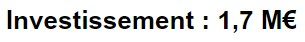 Investissement : 1,7 M€